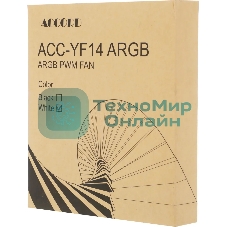 ACCORD
ACC-YF14 ARGB
ARGB PWM FAN
Color
Black ☐
White ☑
ТехноМир
Онлайн